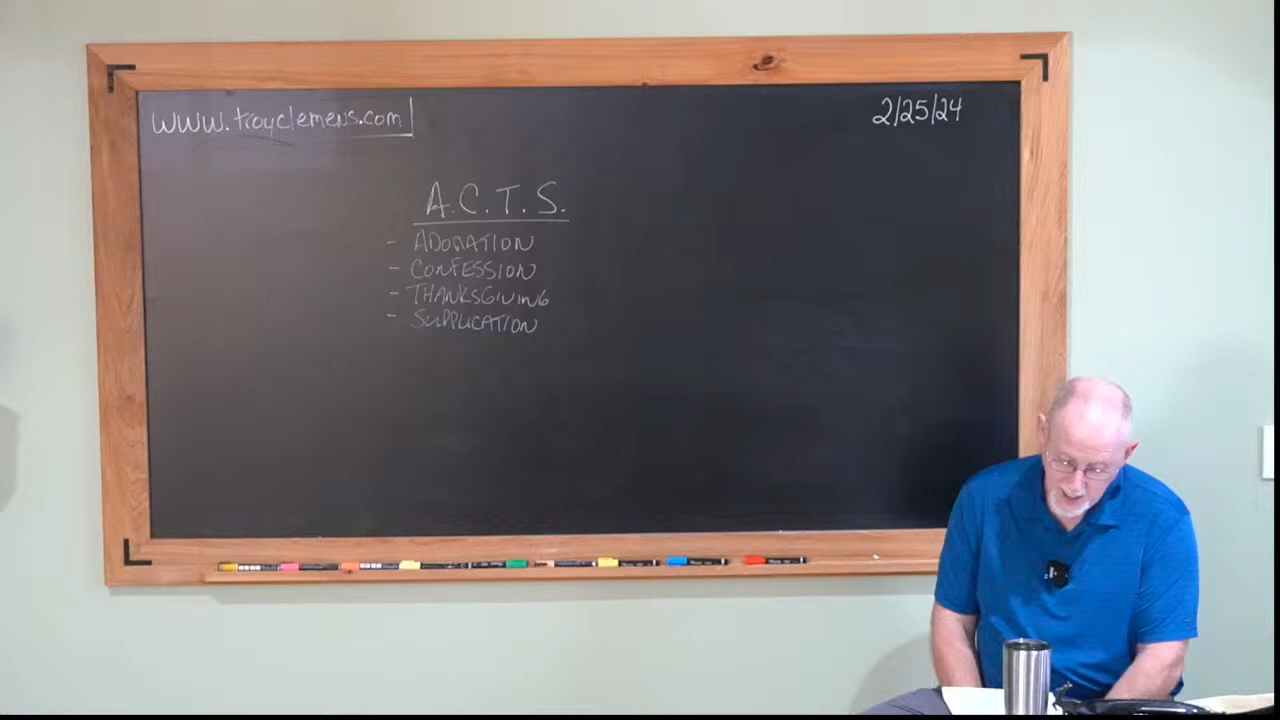 www.troyclemens.com
2/25/24
A.C.T.S.
- ADORATION
- CONFESSION
- THANKSGIVING
- SUPPLICATION